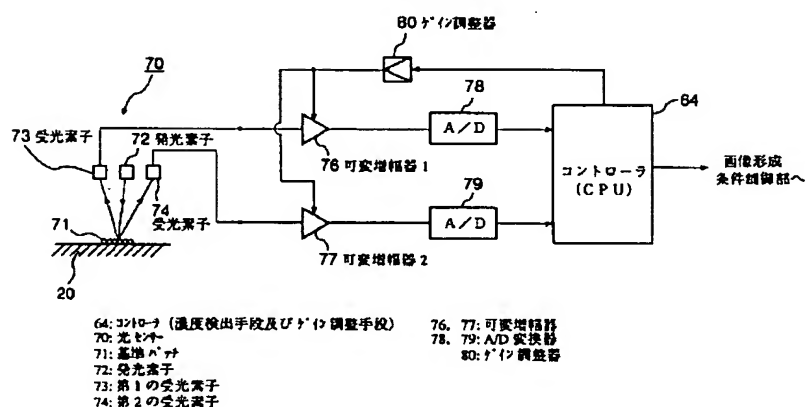 80 ゲイン調整器
70
78
64
73 受光素子
72 発光素子
A/D
76 可変増幅器 1
コントローラ
(CPU)
画像形成
条件制御部へ
79
74
受光素子
A/D
71
77 可変増幅器 2
20
64: コントローラ (濃度検出手段及びゲイン調整手段)
70: 光センサー
71: 基準パッチ
72: 発光素子
73: 第1の受光素子
74: 第2の受光素子
76, 77: 可変増幅器
78, 79: A/D 変換器
80: ゲイン調整器